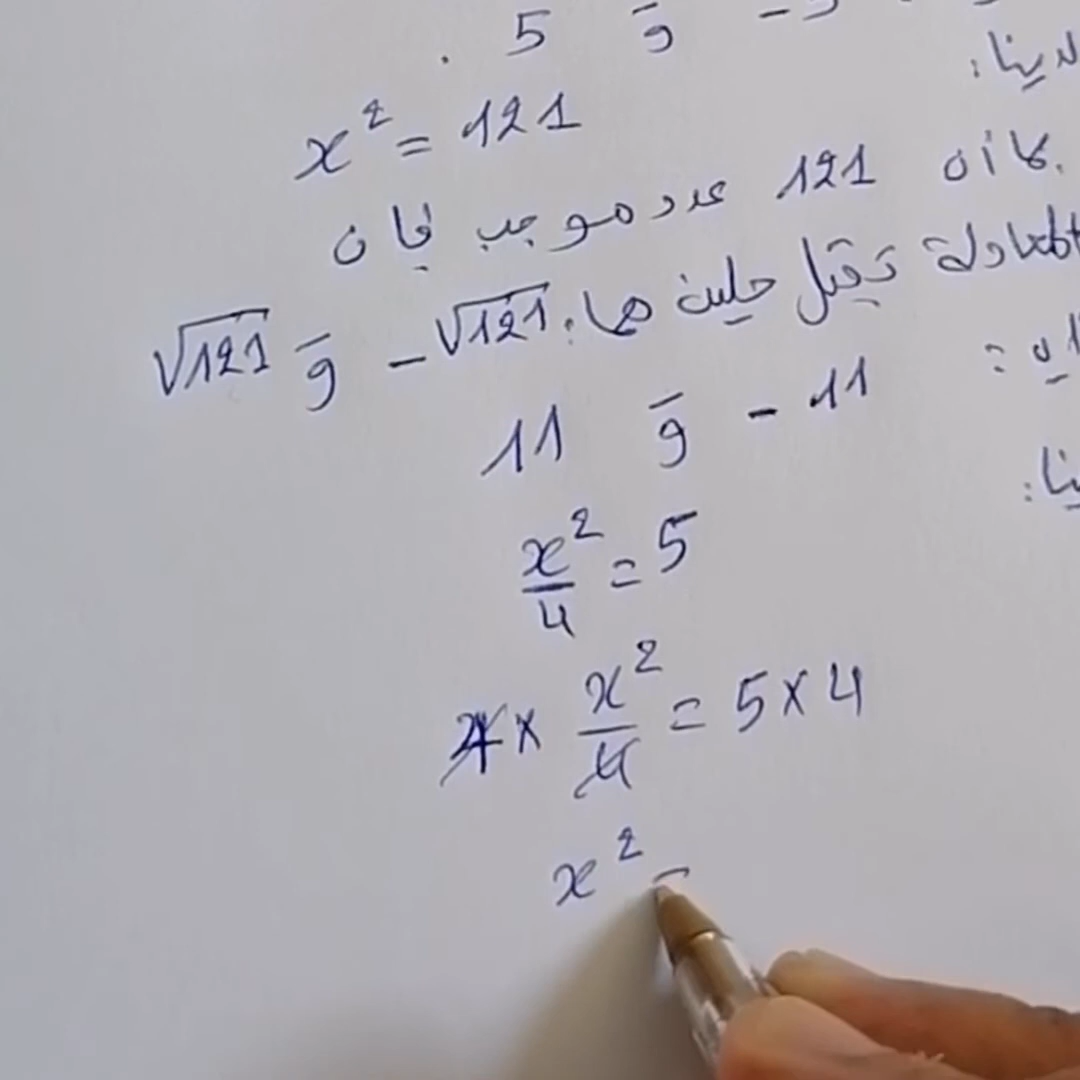 5 و -5
لدينا:
x² = 121
بما أن 121 عدد موجب فإن
المعادلة تقبل حلين هما: -√121 و √121
-11 و 11
x²/4 = 5
4 × x²/4 = 5 × 4
x² =